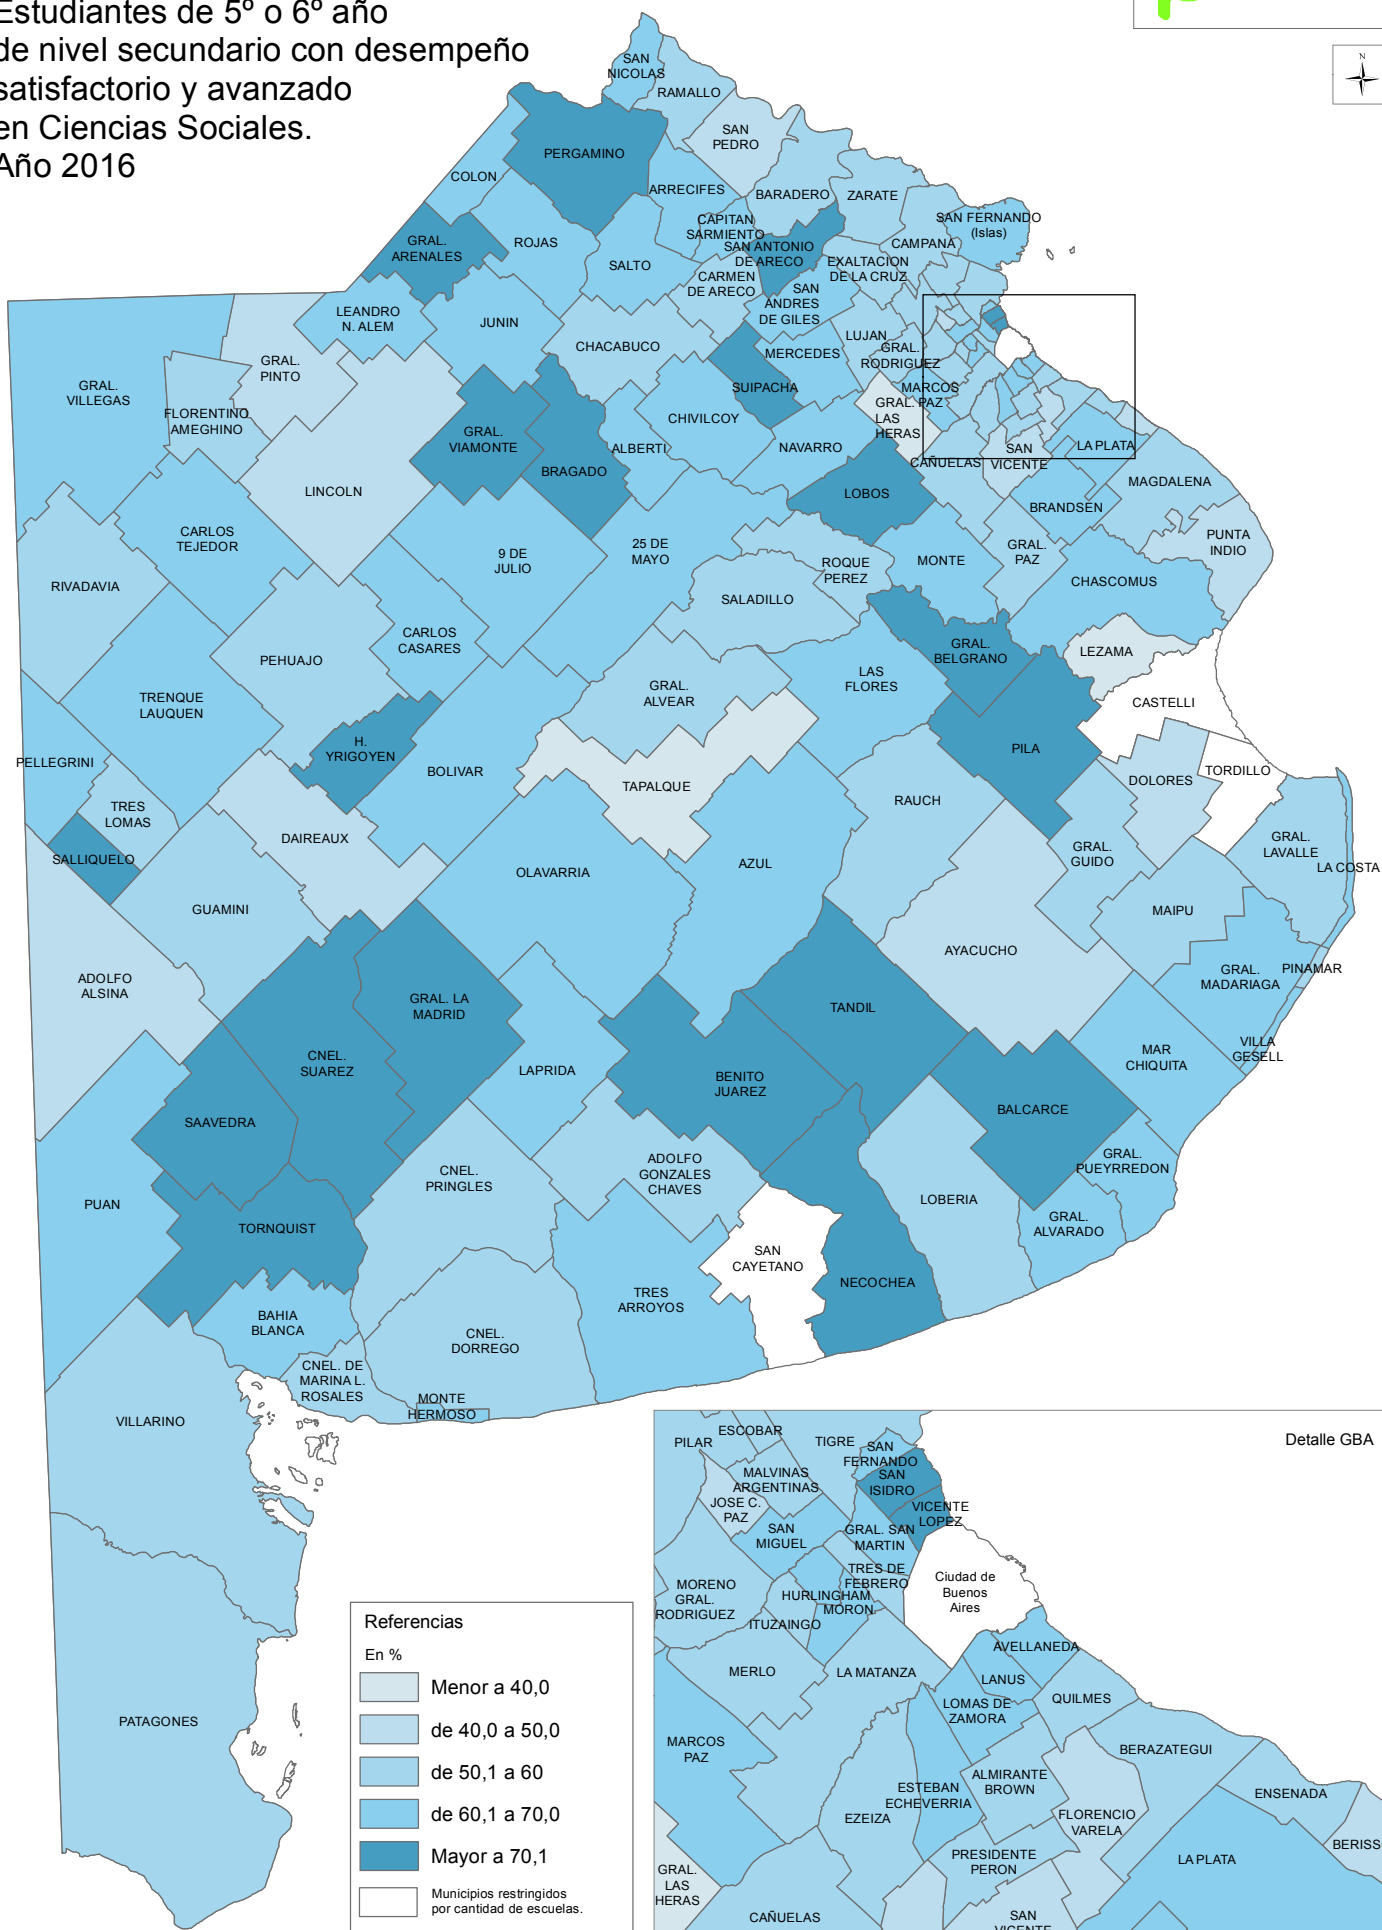 Estudiantes de 5º o 6º año
de nivel secundario con desempeño
satisfactorio y avanzado
en Ciencias Sociales.
Año 2016
N
SAN
NICOLAS
RAMALLO
SAN
PEDRO
PERGAMINO
COLON
ARRECIFES
BARADERO
ZARATE
CAPITAN
SARMIENTO
SAN FERNANDO
(Islas)
GRAL.
ARENALES
ROJAS
SALTO
SAN ANTONIO
DE ARECO
CAMPANA
CARMEN
DE ARECO
EXALTACION
DE LA CRUZ
SAN
ANDRES
DE GILES
LEANDRO
N. ALEM
JUNIN
CHACABUCO
LUJAN
GRAL.
RODRIGUEZ
MERCEDES
GRAL.
PINTO
GRAL.
VILLEGAS
SUIPACHA
MARCOS
PAZ
FLORENTINO
AMEGHINO
GRAL.
VIAMONTE
BRAGADO
ALBERTI
CHIVILCOY
NAVARRO
GRAL.
LAS
HERAS
CAÑUELAS
SAN
VICENTE
LA PLATA
LINCOLN
LOBOS
BRANDSEN
MAGDALENA
CARLOS
TEJEDOR
9 DE
JULIO
25 DE
MAYO
ROQUE
PEREZ
MONTE
GRAL.
PAZ
PUNTA
INDIO
RIVADAVIA
SALADILLO
CHASCOMUS
PEHUAJO
CARLOS
CASARES
GRAL.
BELGRANO
LEZAMA
TRENQUE
LAUQUEN
GRAL.
ALVEAR
LAS
FLORES
CASTELLI
PELLEGRINI
H.
YRIGOYEN
BOLIVAR
PILA
TAPALQUE
DOLORES
TORDILLO
TRES
LOMAS
RAUCH
DAIREAUX
GRAL.
GUIDO
GRAL.
LAVALLE
SALLIQUELO
OLAVARRIA
AZUL
LA COSTA
GUAMINI
MAIPU
AYACUCHO
ADOLFO
ALSINA
GRAL.
MADARIAGA
PINAMAR
GRAL. LA
MADRID
TANDIL
CNEL.
SUAREZ
LAPRIDA
BENITO
JUAREZ
MAR
CHIQUITA
VILLA
GESELL
SAAVEDRA
BALCARCE
CNEL.
PRINGLES
ADOLFO
GONZALES
CHAVES
GRAL.
PUEYRREDON
PUAN
LOBERIA
TORNQUIST
GRAL.
ALVARADO
SAN
CAYETANO
NECOCHEA
TRES
ARROYOS
BAHIA
BLANCA
CNEL.
DORREGO
CNEL. DE
MARINA L.
ROSALES
MONTE
HERMOSO
VILLARINO
PATAGONES
Referencias
En %
Menor a 40,0
de 40,0 a 50,0
de 50,1 a 60
de 60,1 a 70,0
Mayor a 70,1
Municipios restringidos
por cantidad de escuelas.
Detalle GBA
ESCOBAR
PILAR
TIGRE
SAN
FERNANDO
MALVINAS
ARGENTINAS
SAN
ISIDRO
JOSE C.
PAZ
VICENTE
LOPEZ
SAN
MIGUEL
GRAL. SAN
MARTIN
TRES DE
FEBRERO
Ciudad de
Buenos
Aires
MORENO
GRAL.
RODRIGUEZ
HURLINGHAM
MORON
ITUZAINGO
AVELLANEDA
MERLO
LA MATANZA
LANUS
LOMAS DE
ZAMORA
QUILMES
MARCOS
PAZ
BERAZATEGUI
ALMIRANTE
BROWN
ESTEBAN
ECHEVERRIA
ENSENADA
EZEIZA
FLORENCIO
VARELA
BERISS
PRESIDENTE
PERON
LA PLATA
GRAL.
LAS
HERAS
CAÑUELAS
SAN
VICENTE